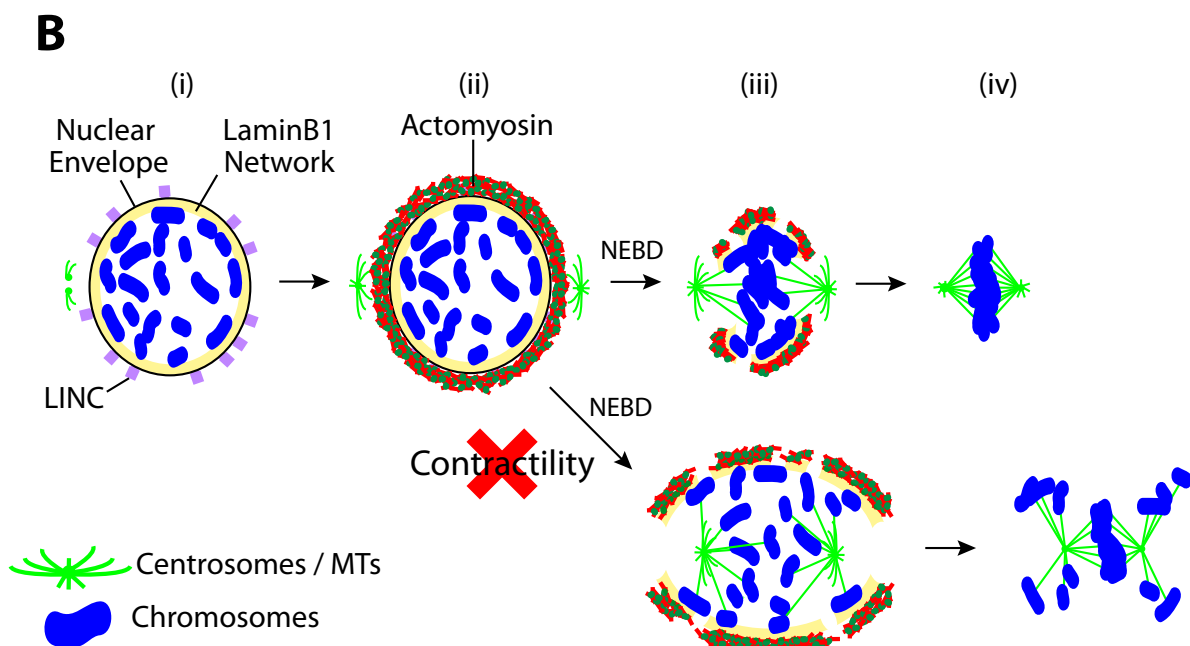 B
(i)
(ii)
(iii)
(iv)
Nuclear
Envelope
LaminB1
Network
Actomyosin
NEBD
LINC
NEBD
Contractility
Centrosomes / MTs
Chromosomes